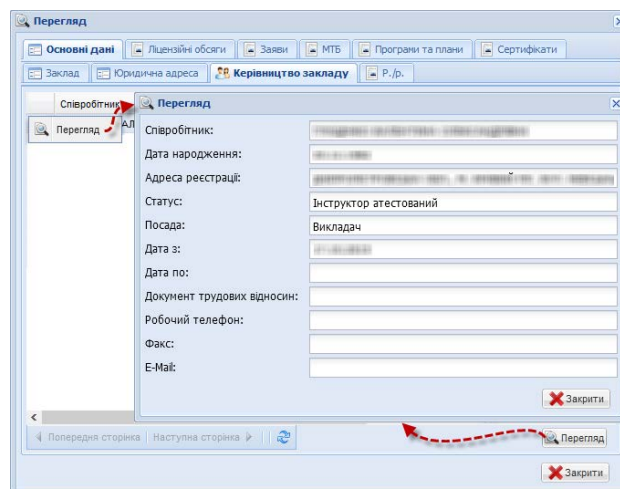 Перегляд
Основні дані Ліцензійні обсяги Заяви МТБ Програми та плани Сертифікати
Заклад Юридична адреса Керівництво закладу Р./р.
Співробітник
Перегляд
Перегляд
Співробітник:
Дата народження:
Адреса реєстрації:
Статус: Інструктор атестований
Посада: Викладач
Дата з:
Дата по:
Документ трудових відносин:
Робочий телефон:
Факс:
E-Mail:
Закрити
Попередня сторінка Наступна сторінка
Перегляд
Закрити